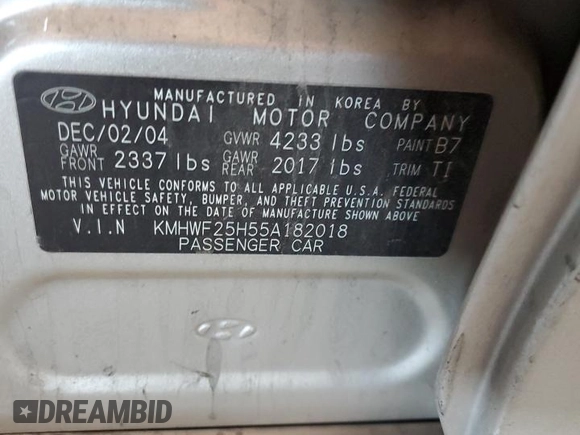 MANUFACTURED IN KOREA BY
HYUNDAI MOTOR COMPANY
DEC/02/04 GVWR 4233 lbs PAINT B7
GAWR FRONT 2337 lbs GAWR REAR 2017 lbs TRIM TI
THIS VEHICLE CONFORMS TO ALL APPLICABLE U.S.A. FEDERAL
MOTOR VEHICLE SAFETY, BUMPER, AND THEFT PREVENTION STANDARDS
IN EFFECT ON THE DATE OF MANUFACTURE SHOWN ABOVE
V.I.N KMHWF25H55A182018
PASSENGER CAR
DREAMBID